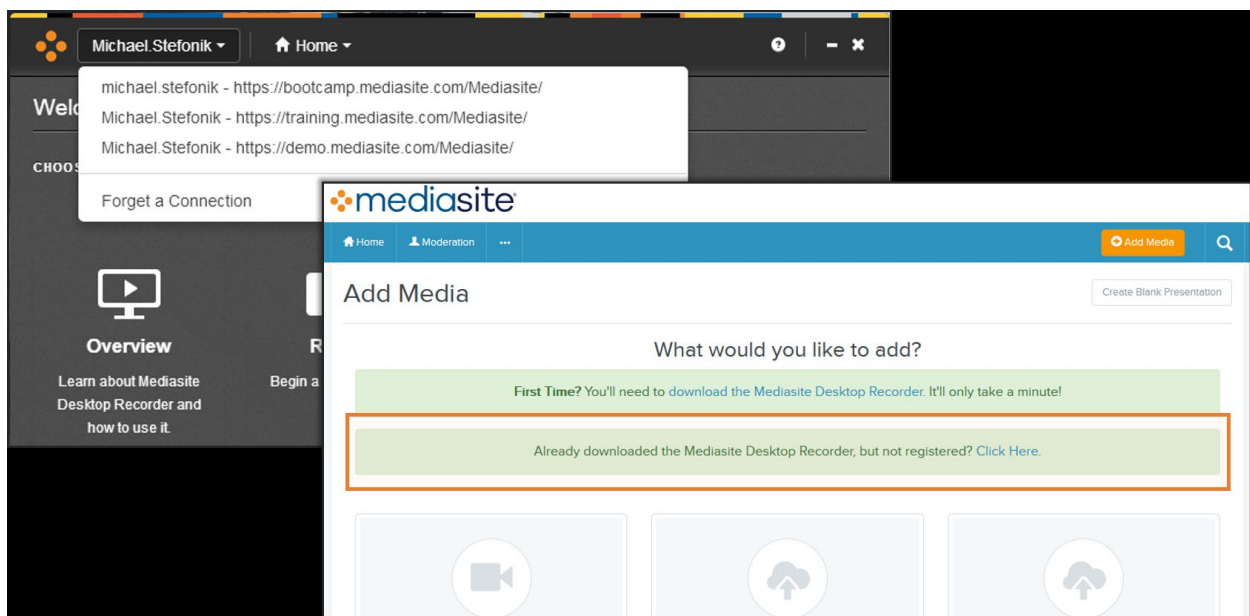 Michael.Stefonik
Home
michael.stefonik - https://bootcamp.mediasite.com/Mediasite/
Michael.Stefonik - https://training.mediasite.com/Mediasite/
Michael.Stefonik - https://demo.mediasite.com/Mediasite/
Forget a Connection
Overview
Learn about Mediasite
Desktop Recorder and
how to use it.
Begin a
mediasite
Home Moderation ...
Add Media
Add Media
Create Blank Presentation
What would you like to add?
First Time? You'll need to download the Mediasite Desktop Recorder. It'll only take a minute!
Already downloaded the Mediasite Desktop Recorder, but not registered? Click Here.